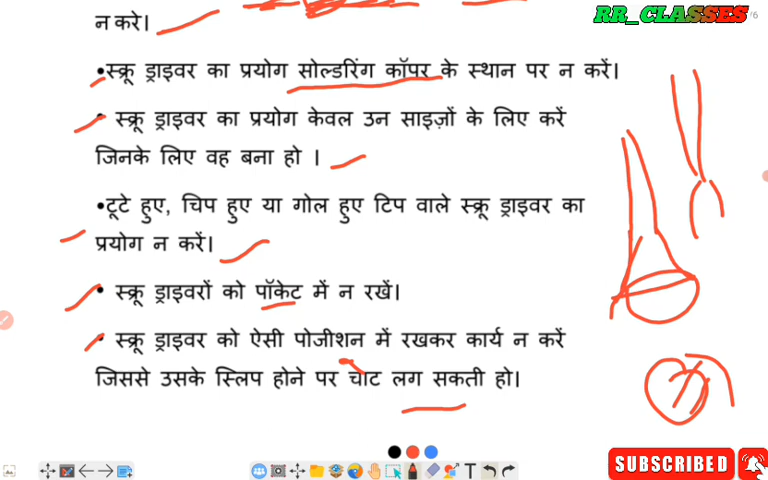 RR_CLASSES
/6
न करे।
•स्क्रू ड्राइवर का प्रयोग सोल्डरिंग कॉपर के स्थान पर न करें।
• स्क्रू ड्राइवर का प्रयोग केवल उन साइज़ों के लिए करें
जिनके लिए वह बना हो ।
•टूटे हुए, चिप हुए या गोल हुए टिप वाले स्क्रू ड्राइवर का
प्रयोग न करें।
• स्क्रू ड्राइवरों को पॉकेट में न रखें।
• स्क्रू ड्राइवर को ऐसी पोजीशन में रखकर कार्य न करें
जिससे उसके स्लिप होने पर चोट लग सकती हो।
T
SUBSCRIBED